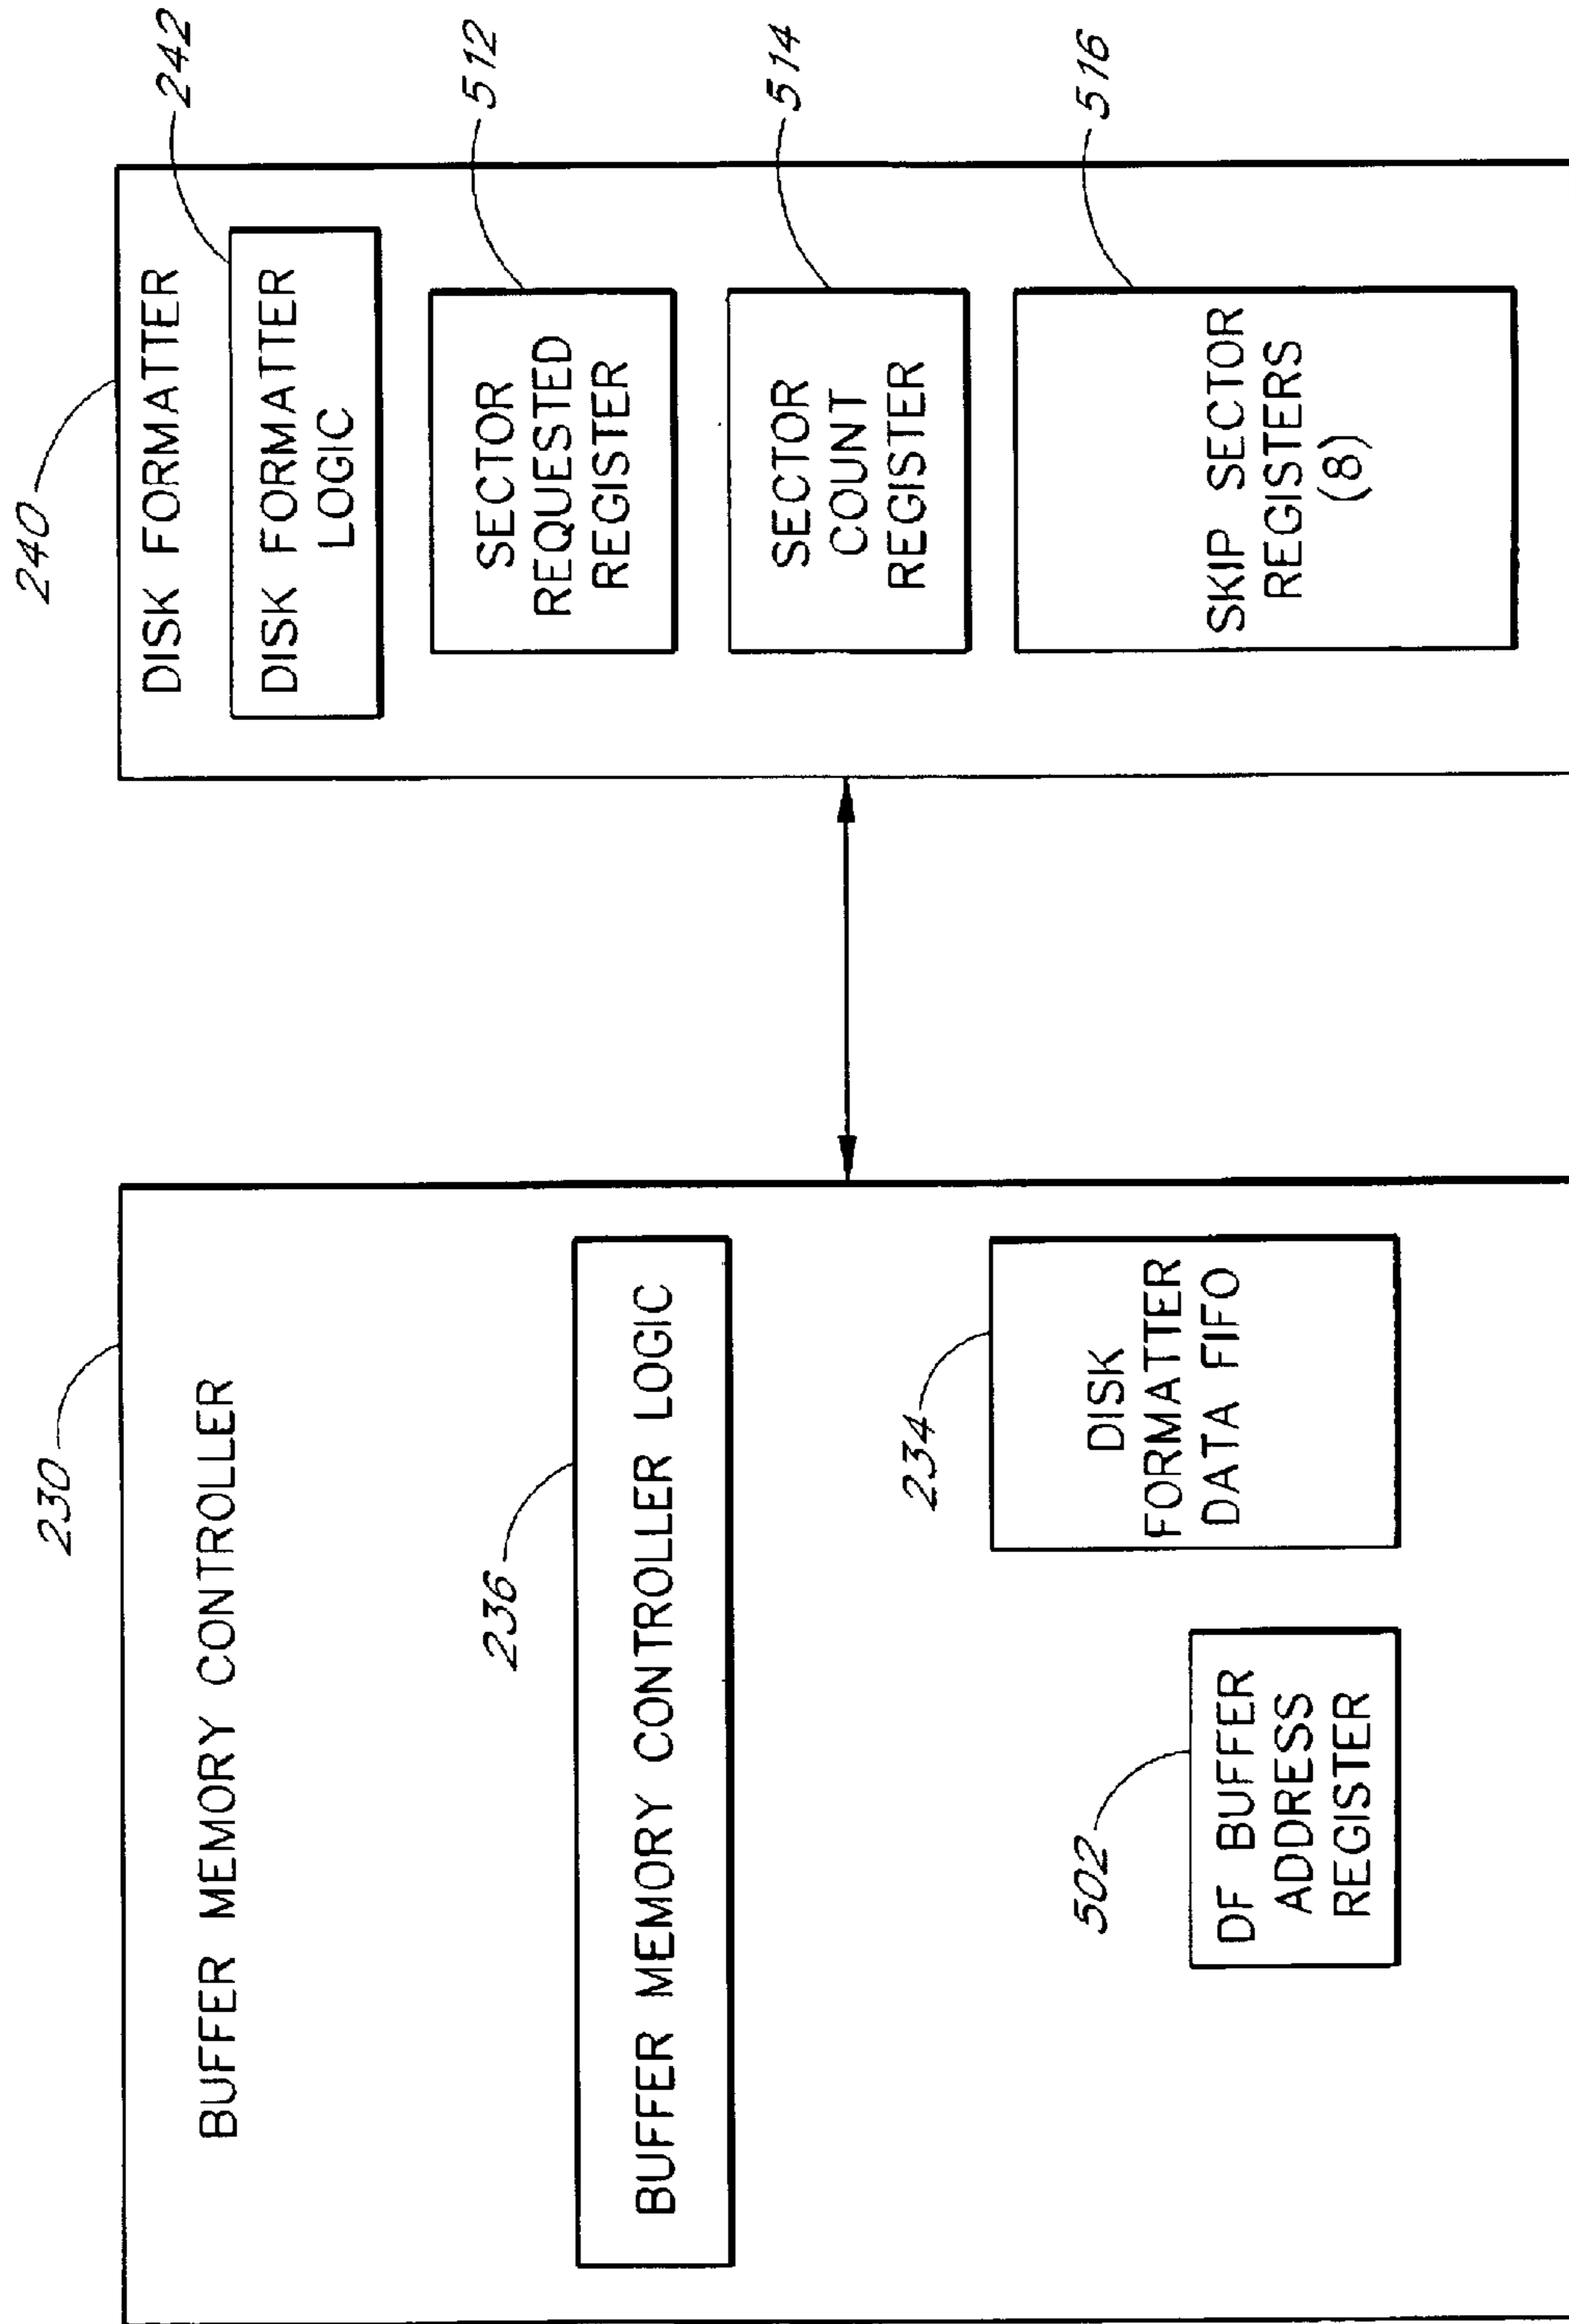 230
BUFFER MEMORY CONTROLLER
236
BUFFER MEMORY CONTROLLER LOGIC
502
DF BUFFER
ADDRESS
REGISTER
234
DISK
FORMATTER
DATA FIFO
240
DISK FORMATTER
242
DISK FORMATTER
LOGIC
512
SECTOR
REQUESTED
REGISTER
514
SECTOR
COUNT
REGISTER
516
SKIP SECTOR
REGISTERS
(8)